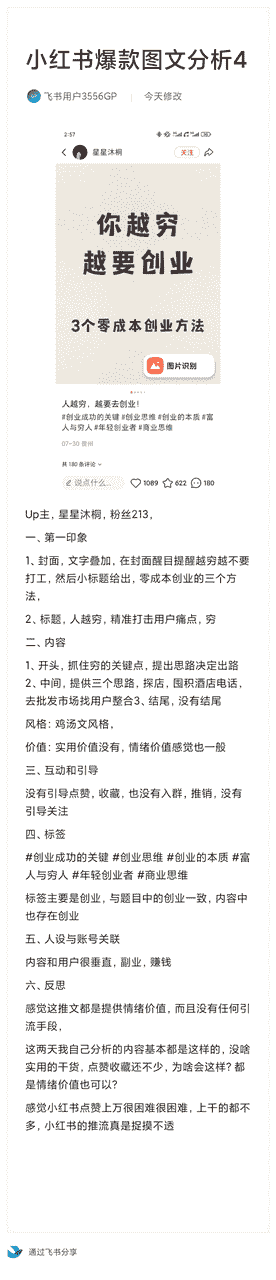 小红书爆款图文分析4
飞书用户3556GP
今天修改
2:57
星星沐桐
关注
你越穷
越要创业
3个零成本创业方法
图片识别
人越穷，越要去创业！
#创业成功的关键 #创业思维 #创业的本质 #富
人与穷人 #年轻创业者 #商业思维
共 180 条评论
说点什么...
1089
622
180
Up主，星星沐桐，粉丝213，
一、第一印象
1、封面，文字叠加，在封面醒目提醒越穷越不要
打工，然后小标题给出，零成本创业的三个方
法，
2、标题，人越穷，精准打击用户痛点，穷
二、内容
1、开头，抓住穷的关键点，提出思路决定出路
2、中间，提供三个思路，探店，囤积酒店电话，
去批发市场找用户整合3、结尾，没有结尾
风格：鸡汤文风格，
价值：实用价值没有，情绪价值感觉也一般
三、互动和引导
没有引导点赞，收藏，也没有入群，推销，没有
引导关注
四、标签
#创业成功的关键 #创业思维 #创业的本质 #富
人与穷人 #年轻创业者 #商业思维
标签主要是创业，与题目中的创业一致，内容中
也存在创业
五、人设与账号关联
内容和用户很垂直，副业，赚钱
六、反思
感觉这推文都是提供情绪价值，而且没有任何引
流手段，
这两天我自己分析的内容基本都是这样的，没啥
实用的干货，点赞收藏还不少，为啥会这样？都
是情绪价值也可以？
感觉小红书点赞上万很困难很困难，上千的都不
多，小红书的推流真是捉摸不透
通过飞书分享